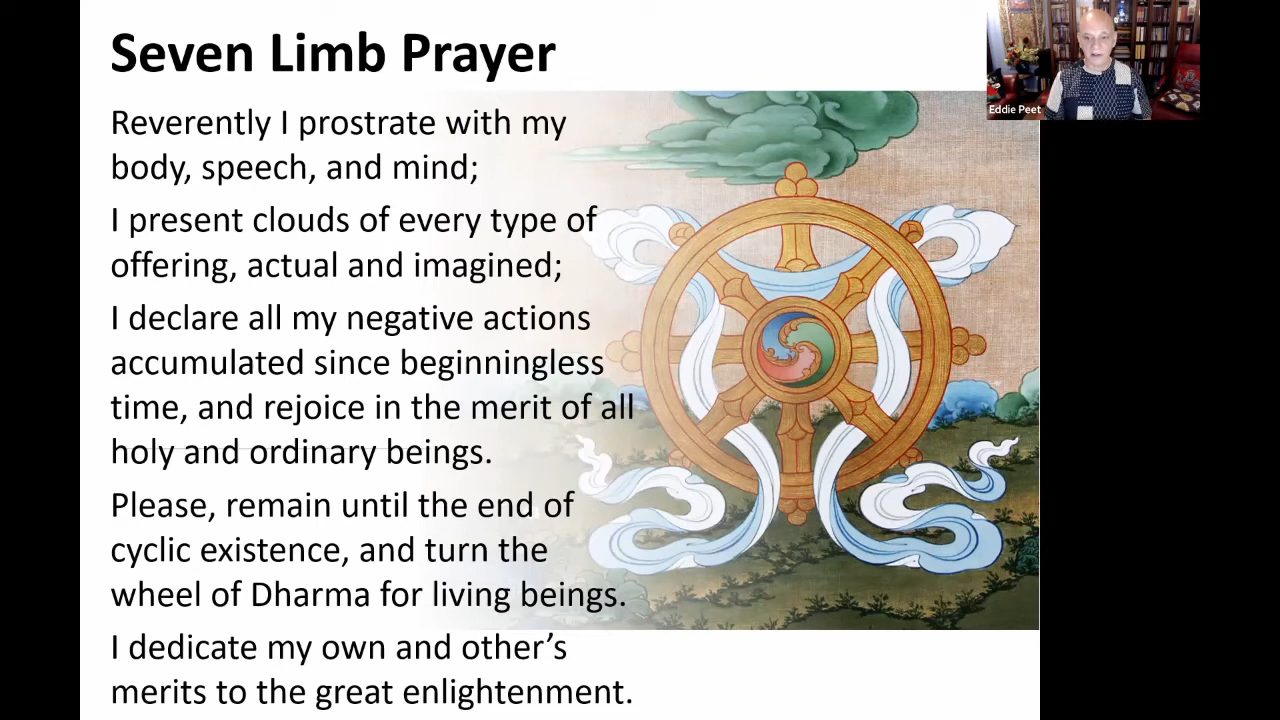 Seven Limb Prayer
Reverently I prostrate with my
body, speech, and mind;
I present clouds of every type of
offering, actual and imagined;
I declare all my negative actions
accumulated since beginningless
time, and rejoice in the merit of all
holy and ordinary beings.
Please, remain until the end of
cyclic existence, and turn the
wheel of Dharma for living beings.
I dedicate my own and other’s
merits to the great enlightenment.
Eddie Peet